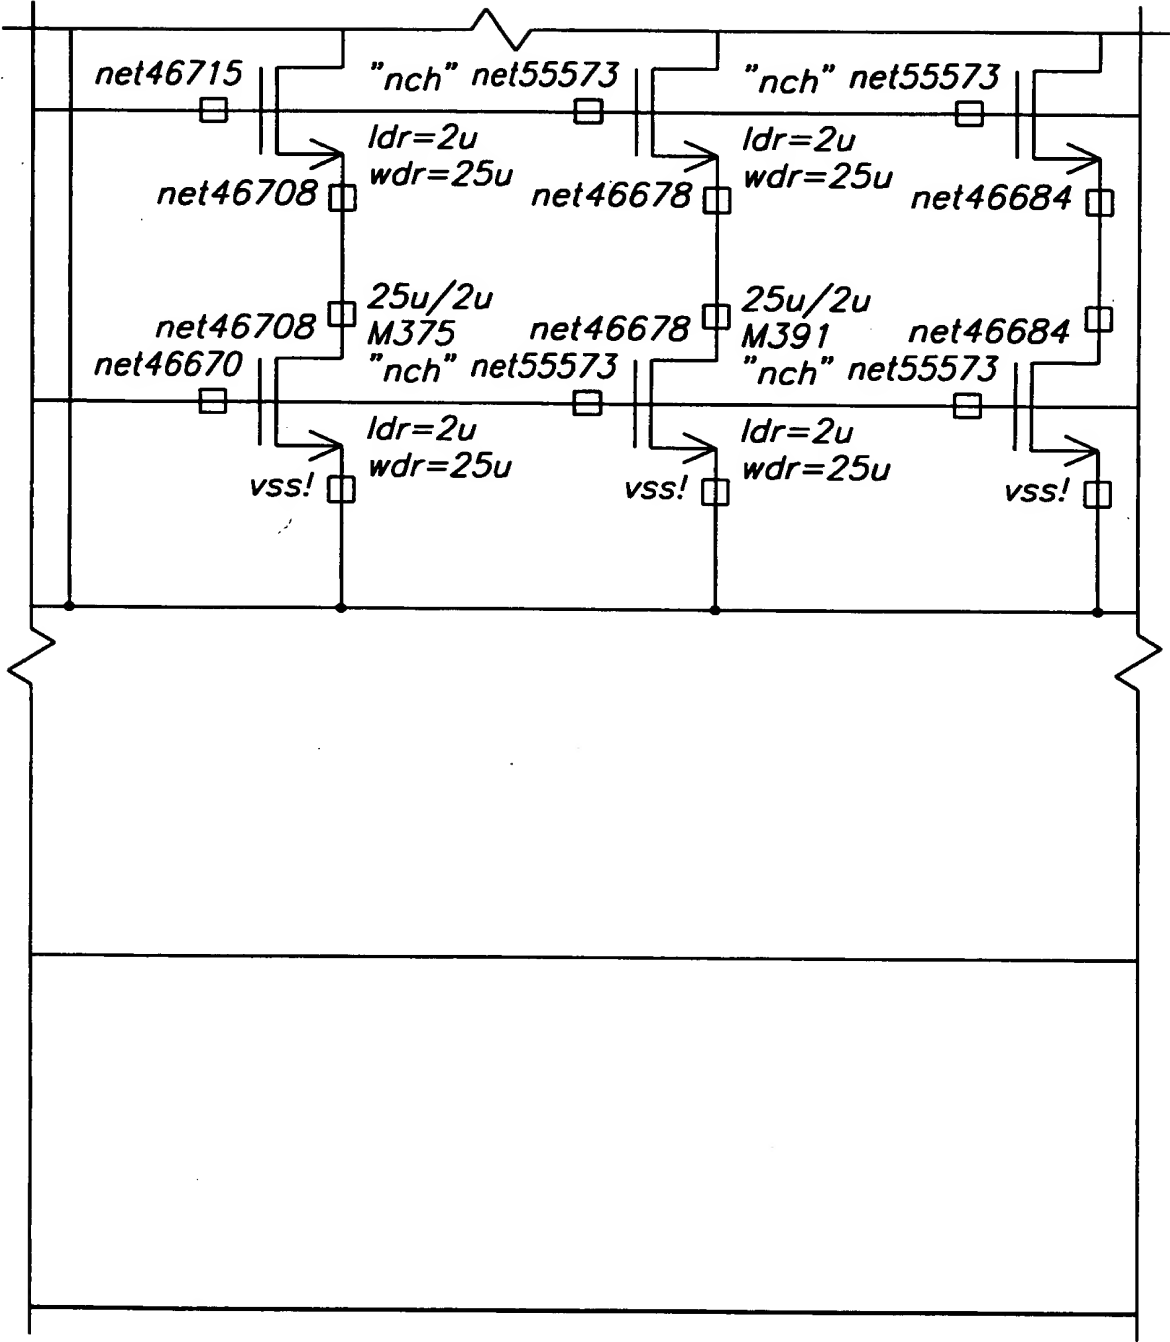 net46715 "nch" net55573 "nch" net55573
ldr=2u ldr=2u
wdr=25u wdr=25u
net46708 net46678 net46684
25u/2u 25u/2u
net46708 M375 net46678 M391 net46684
net46670 "nch" net55573 "nch" net55573
ldr=2u ldr=2u
wdr=25u wdr=25u
vss! vss! vss!